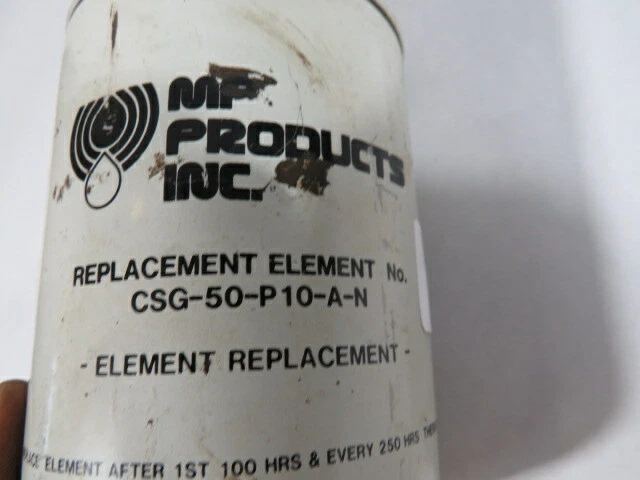 MP
PRODUCTS
INC.
REPLACEMENT ELEMENT No.
CSG-50-P10-A-N
- ELEMENT REPLACEMENT -
ELEMENT AFTER 1ST 100 HRS & EVERY 250 HRS